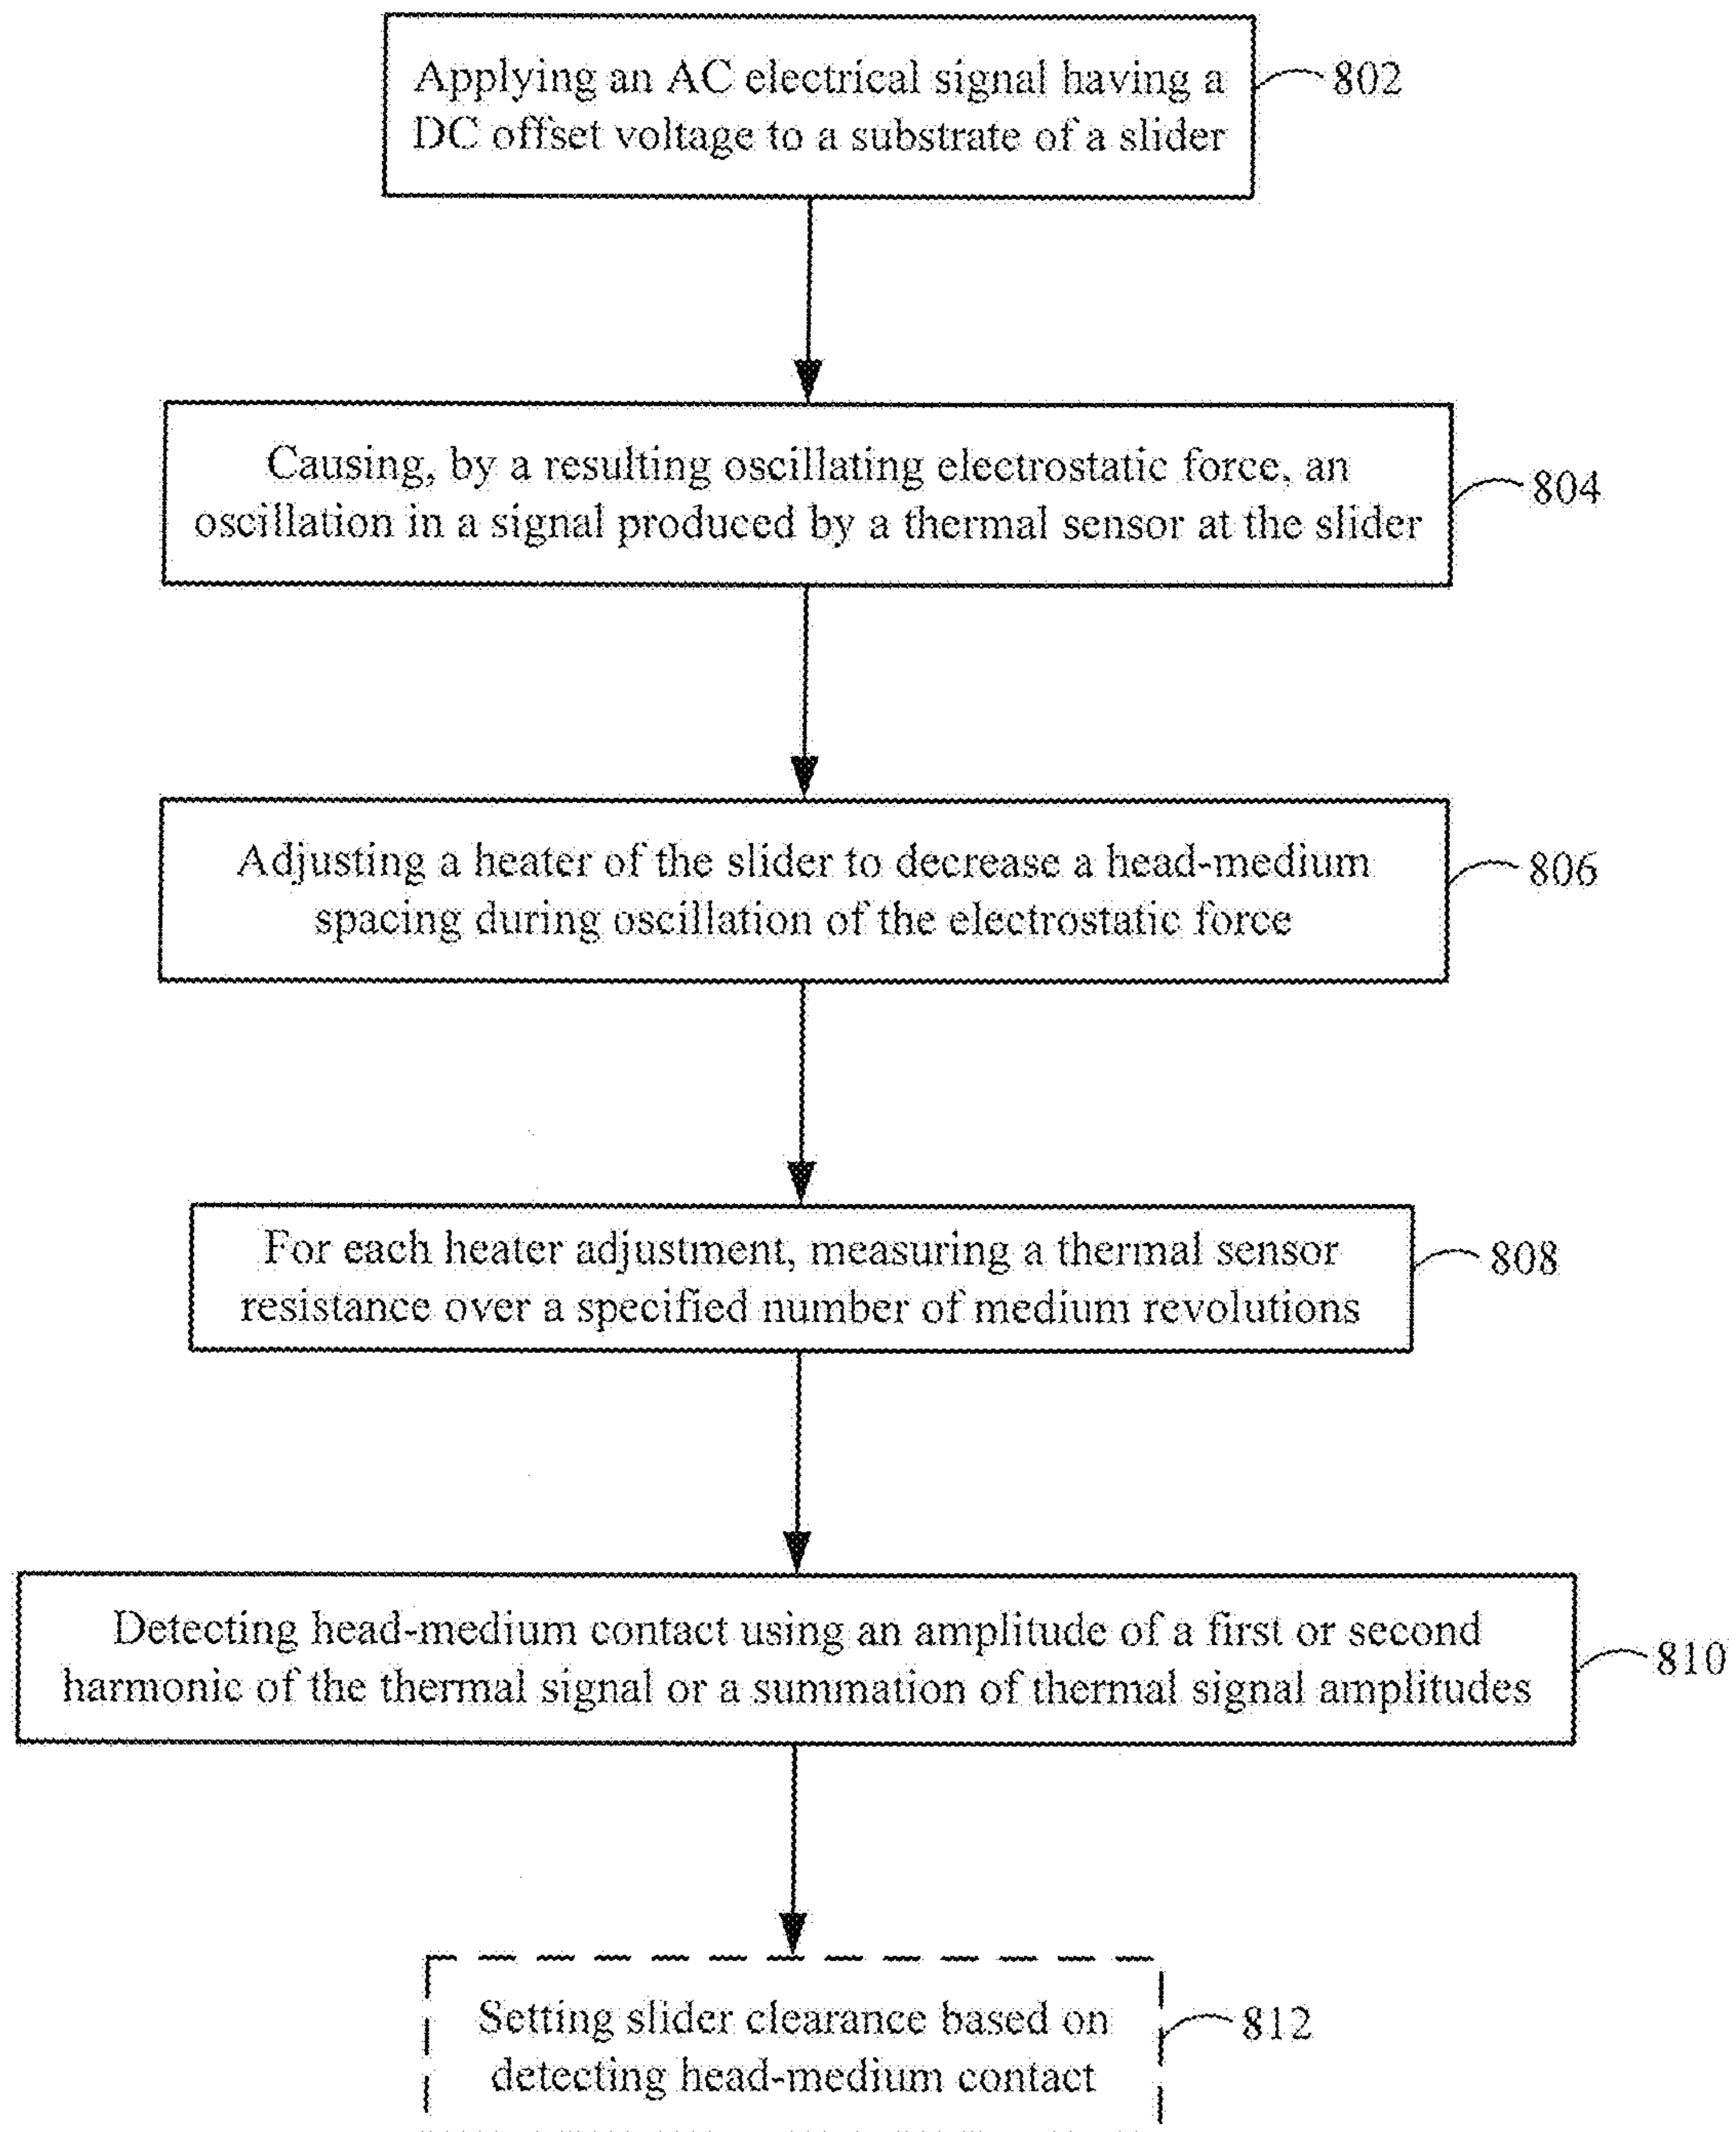 Applying an AC electrical signal having a
DC offset voltage to a substrate of a slider
802
Causing, by a resulting oscillating electrostatic force, an
oscillation in a signal produced by a thermal sensor at the slider
804
Adjusting a heater of the slider to decrease a head-medium
spacing during oscillation of the electrostatic force
806
For each heater adjustment, measuring a thermal sensor
resistance over a specified number of medium revolutions
808
Detecting head-medium contact using an amplitude of a first or second
harmonic of the thermal signal or a summation of thermal signal amplitudes
810
Setting slider clearance based on
detecting head-medium contact
812